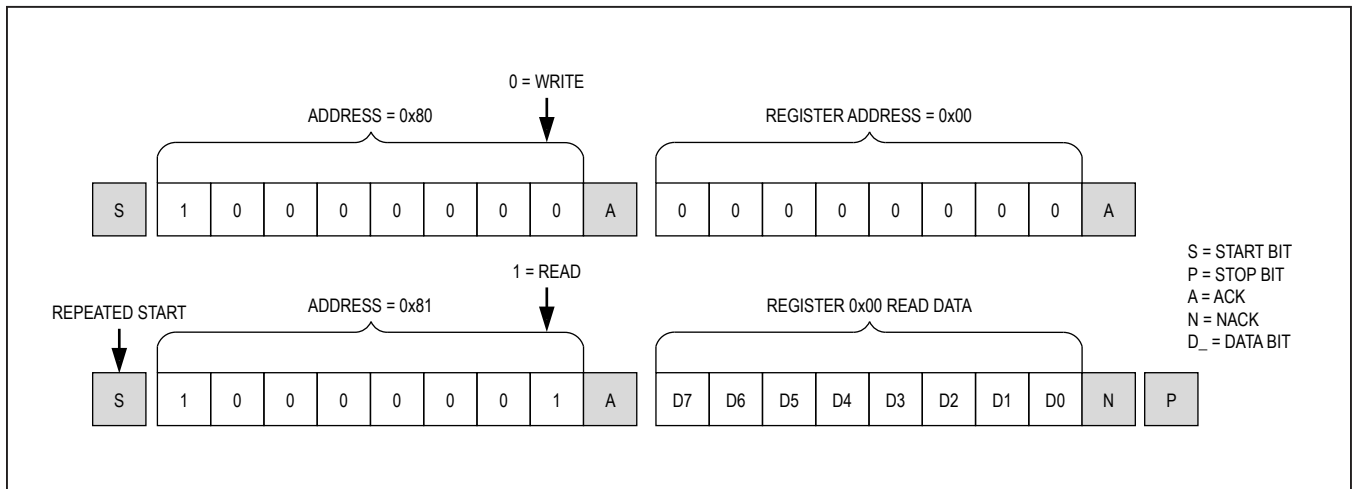 0 = WRITE
ADDRESS = 0x80 REGISTER ADDRESS = 0x00
S 1 0 0 0 0 0 0 0 A 0 0 0 0 0 0 0 0 A
1 = READ
REPEATED START ADDRESS = 0x81 REGISTER 0x00 READ DATA
S 1 0 0 0 0 0 0 1 A D7 D6 D5 D4 D3 D2 D1 D0 N P
S = START BIT
P = STOP BIT
A = ACK
N = NACK
D_ = DATA BIT